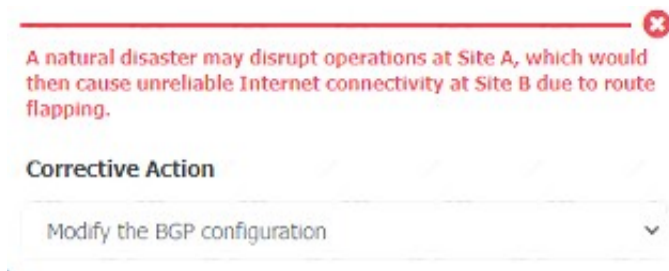 A natural disaster may disrupt operations at Site A, which would
then cause unreliable Internet connectivity at Site B due to route
flapping.
Corrective Action
Modify the BGP configuration